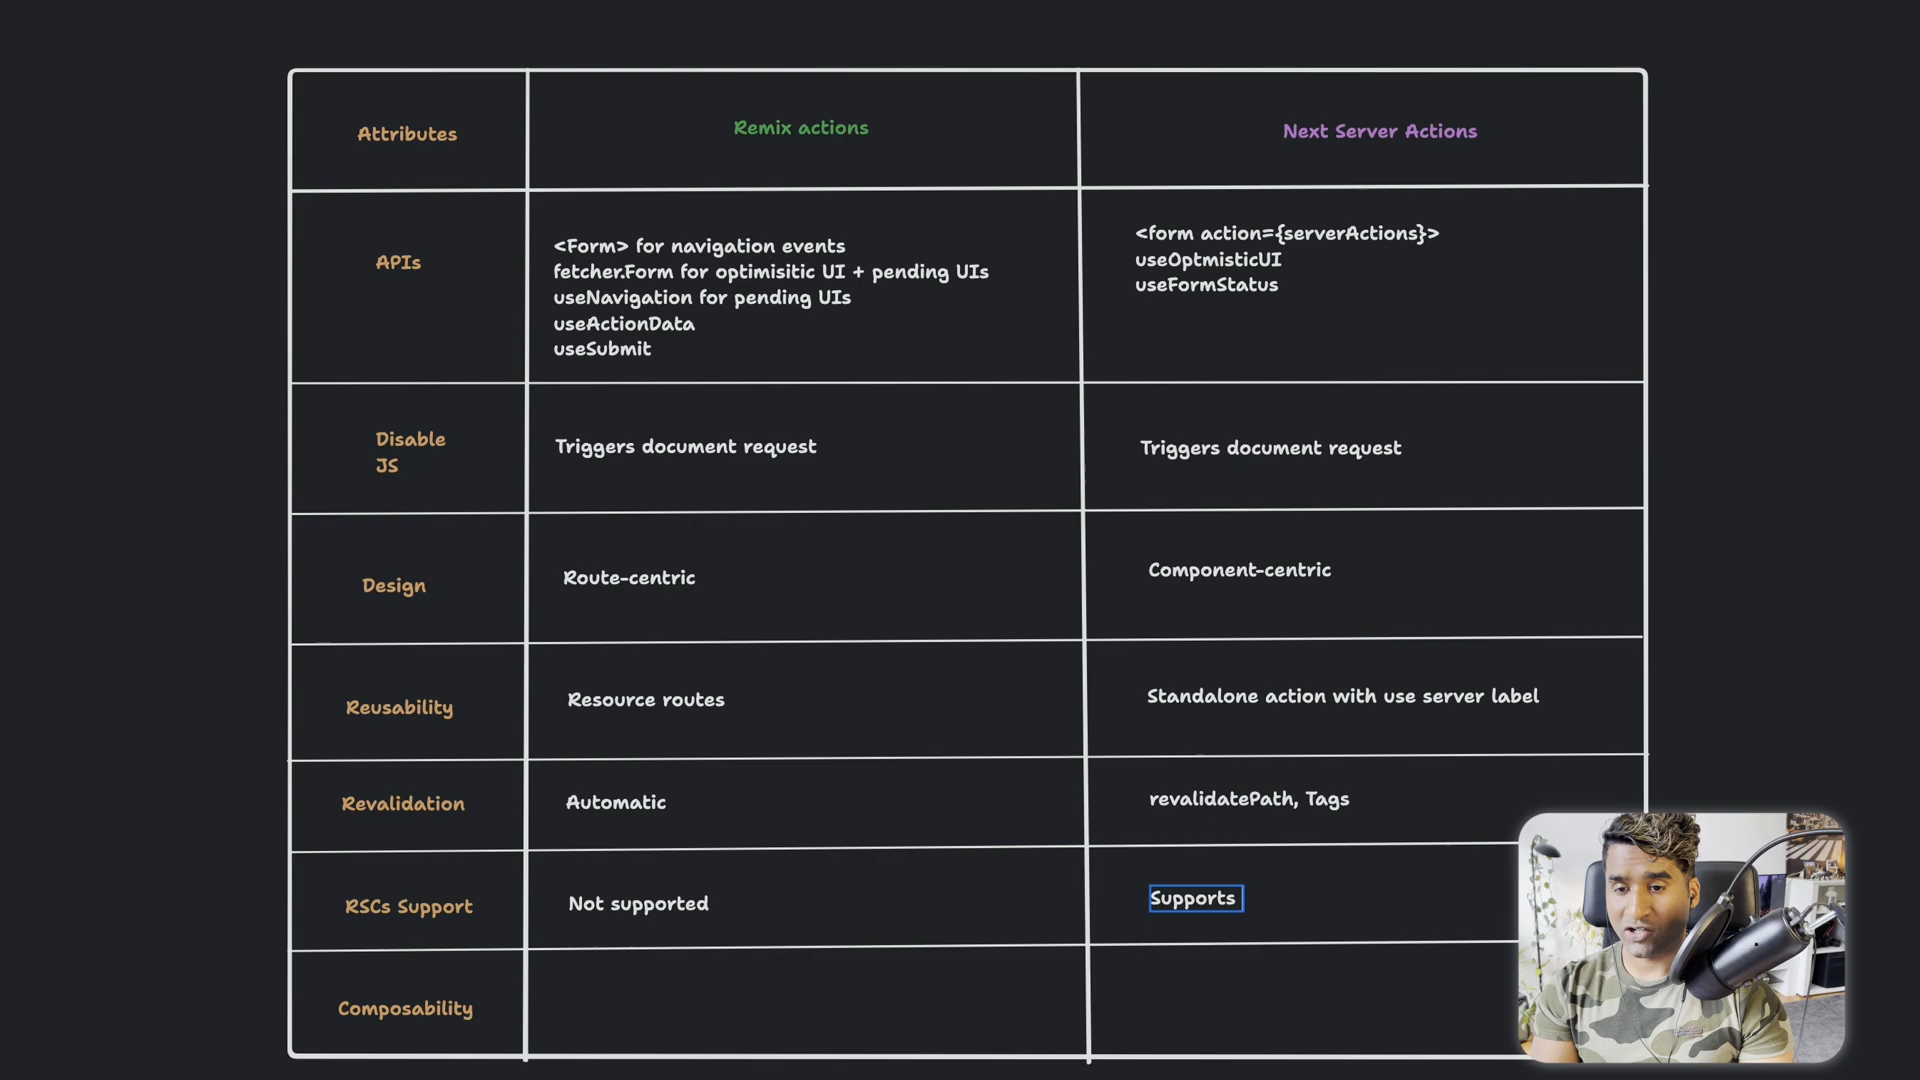 Attributes
Remix actions
Next Server Actions
APIs
<Form> for navigation events
fetcher.Form for optimisitic UI + pending UIs
useNavigation for pending UIs
useActionData
useSubmit
<form action={serverActions}>
useOptmisticUI
useFormStatus
Disable
JS
Triggers document request
Triggers document request
Design
Route-centric
Component-centric
Reusability
Resource routes
Standalone action with use server label
Revalidation
Automatic
revalidatePath, Tags
RSCs Support
Not supported
Supports
Composability